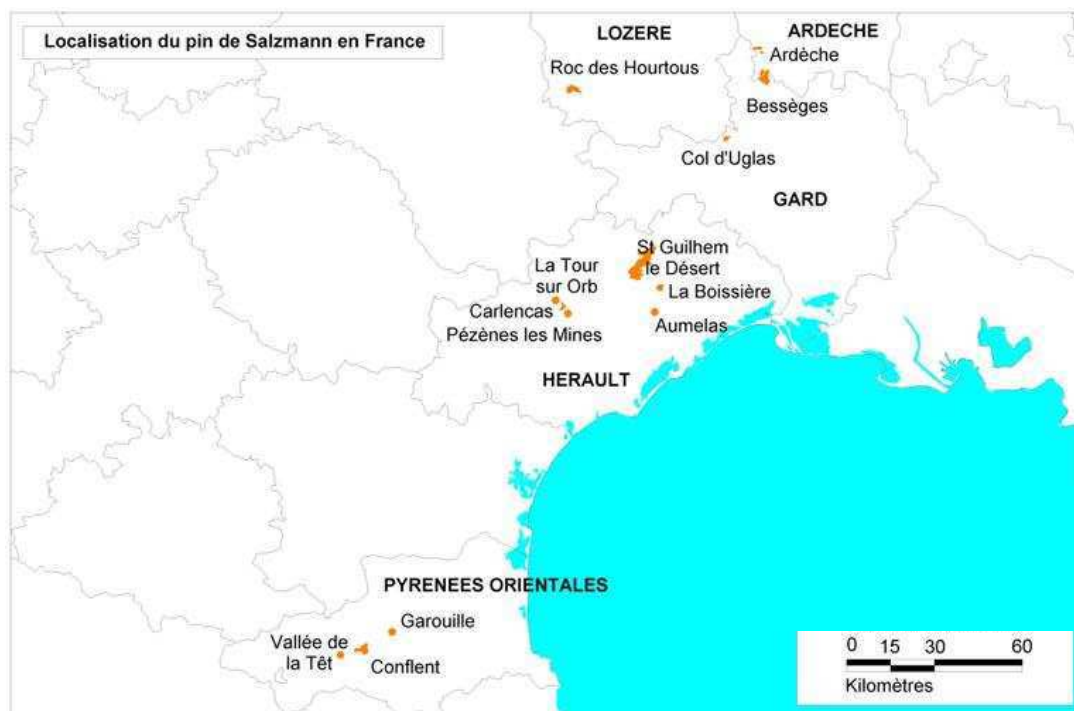 Localisation du pin de Salzmann en France
LOZERE
ARDECHE
Ardèche
Roc des Hourtous
Bessèges
Col d'Uglas
GARD
St Guilhem
le Désert
La Tour
sur Orb
La Boissière
Carlencas
Aumelas
Pézènes les Mines
HERAULT
PYRENEES ORIENTALES
Garouille
Vallée de
la Têt
Conflent
0 15 30 60
Kilomètres